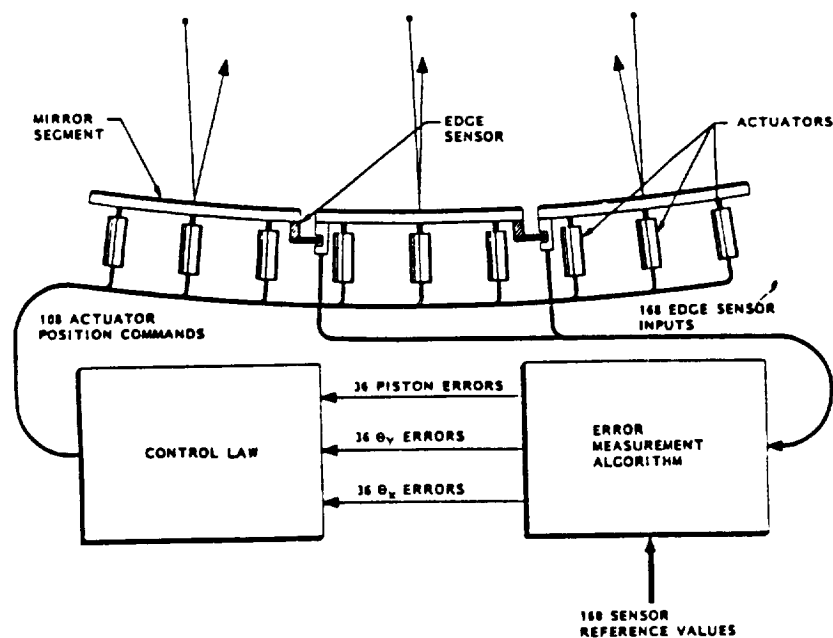 MIRROR
SEGMENT
EDGE
SENSOR
ACTUATORS
108 ACTUATOR
POSITION COMMANDS
168 EDGE SENSOR
INPUTS
36 PISTON ERRORS
36 θY ERRORS
36 θX ERRORS
CONTROL LAW
ERROR
MEASUREMENT
ALGORITHM
168 SENSOR
REFERENCE VALUES